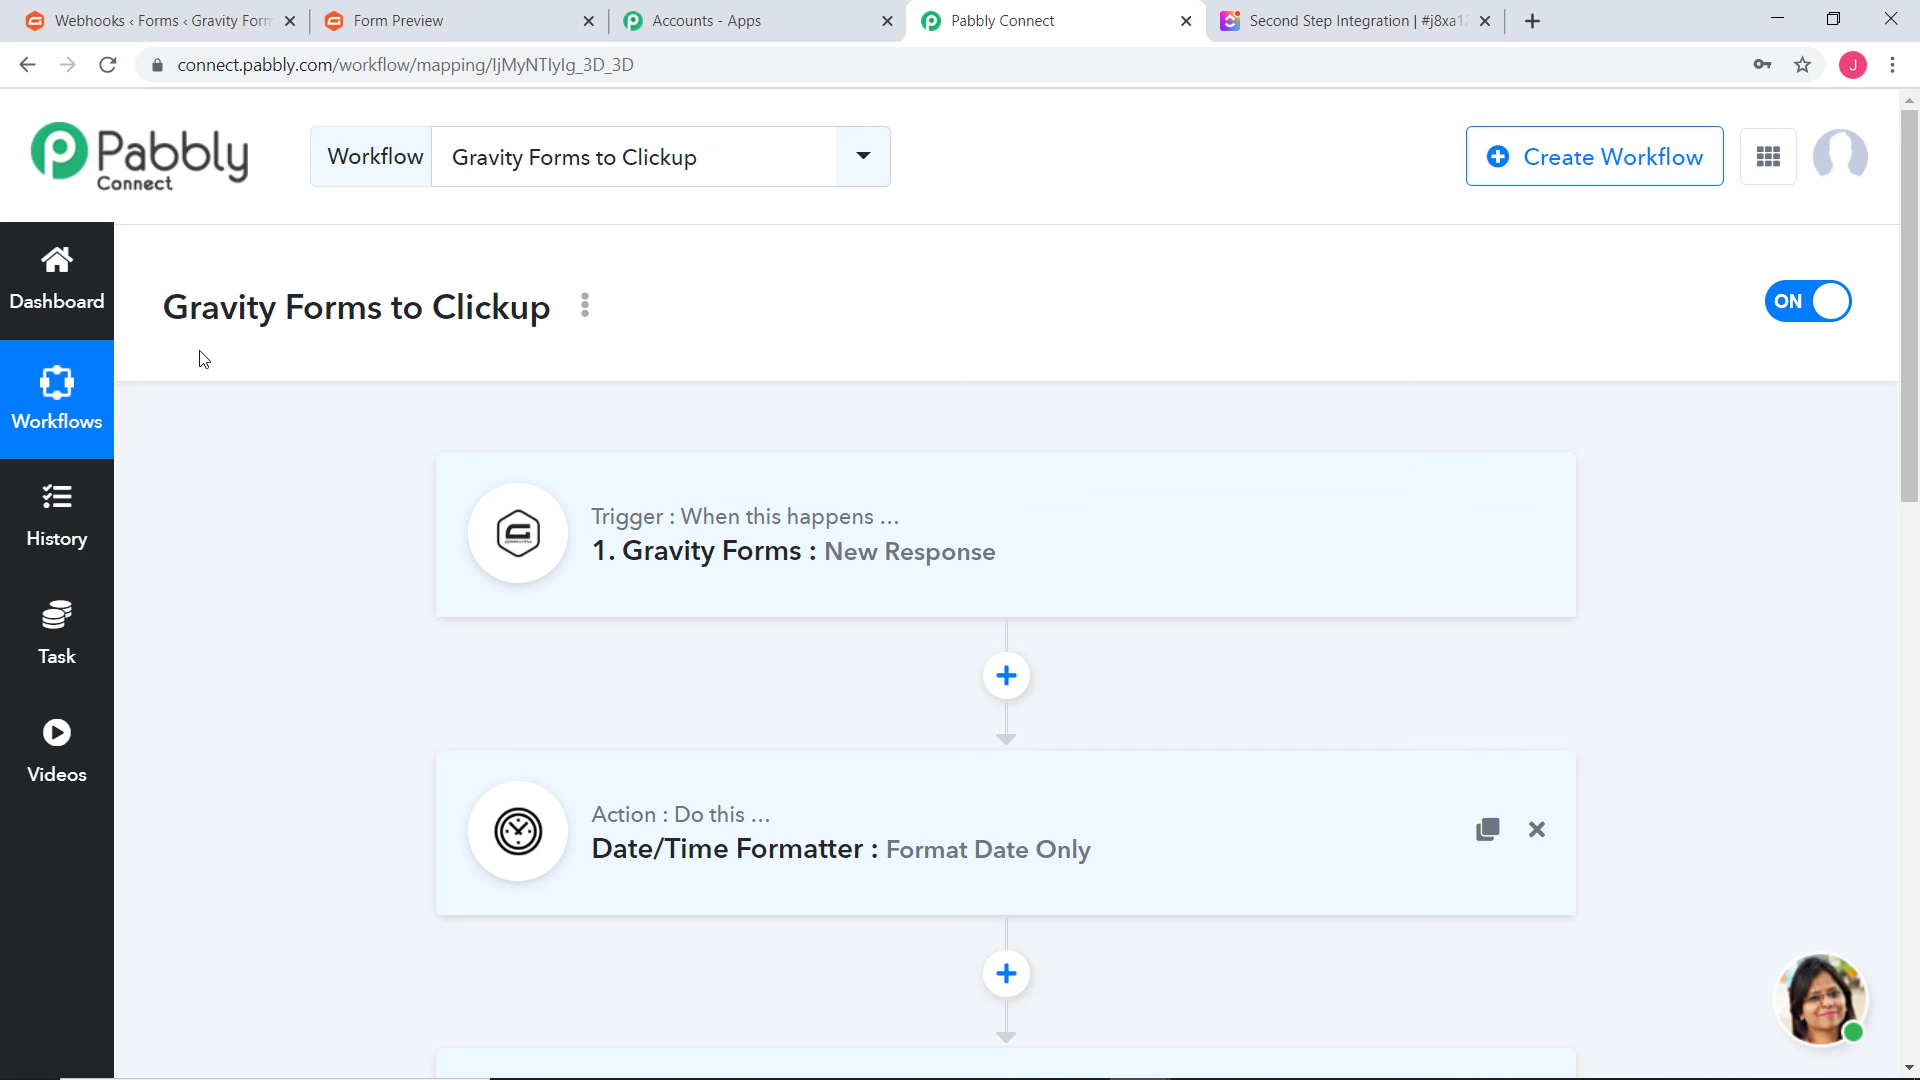 Webhooks ‹ Forms ‹ Gravity Form
Form Preview
Accounts - Apps
Pabbly Connect
Second Step Integration | #j8xa12
connect.pabbly.com/workflow/mapping/IjMyNTIyIg_3D_3D
J
Pabbly
Connect
Workflow
Gravity Forms to Clickup
Create Workflow
Dashboard
Gravity Forms to Clickup
ON
Workflows
History
Task
Videos
Trigger : When this happens ...
1. Gravity Forms : New Response
Action : Do this ...
Date/Time Formatter : Format Date Only